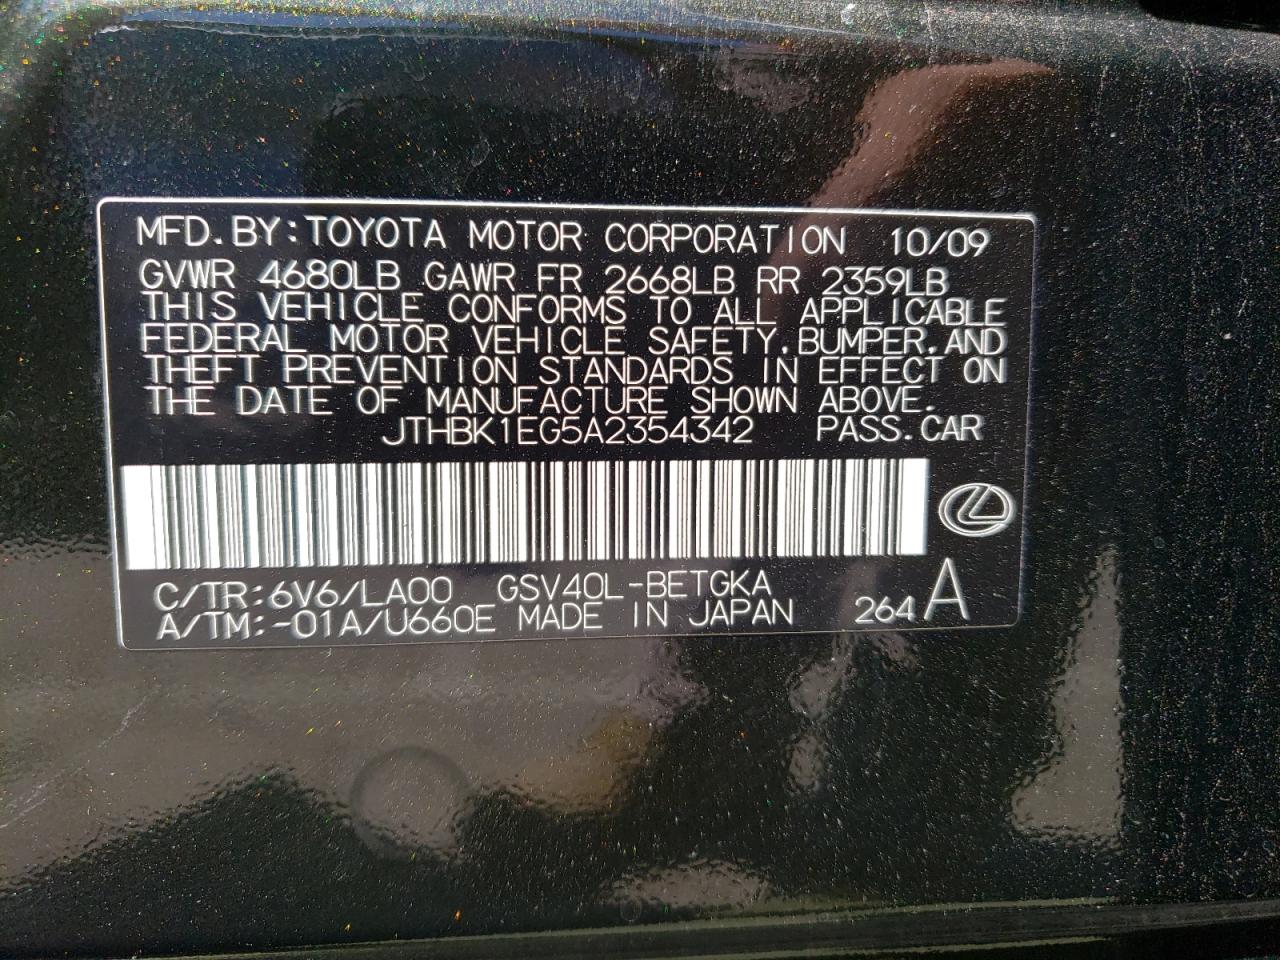 MFD.BY:TOYOTA MOTOR CORPORATION 10/09
GVWR 4680LB GAWR FR 2668LB RR 2359LB
THIS VEHICLE CONFORMS TO ALL APPLICABLE
FEDERAL MOTOR VEHICLE SAFETY,BUMPER,AND
THEFT PREVENTION STANDARDS IN EFFECT ON
THE DATE OF MANUFACTURE SHOWN ABOVE.
JTHBK1EG5A2354342 PASS.CAR
C/TR:6V6/LA00 GSV40L-BETGKA
A/TM:-01A/U660E MADE IN JAPAN 264 A